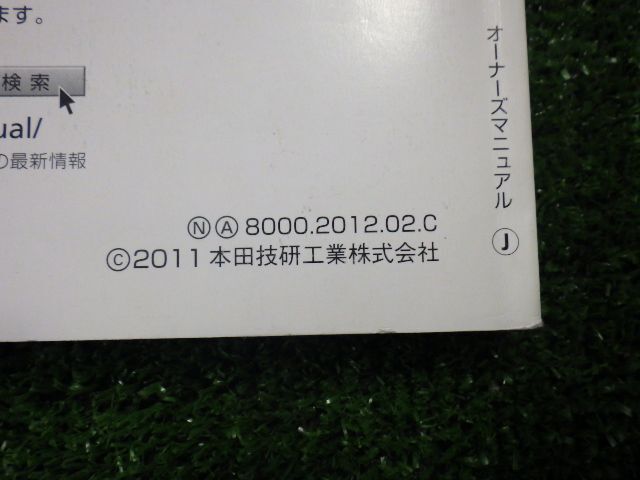 ます。
検索
ual/
の最新情報
ⓃⒶ8000.2012.02.C
©2011 本田技研工業株式会社
オーナーズマニュアル Ⓙ